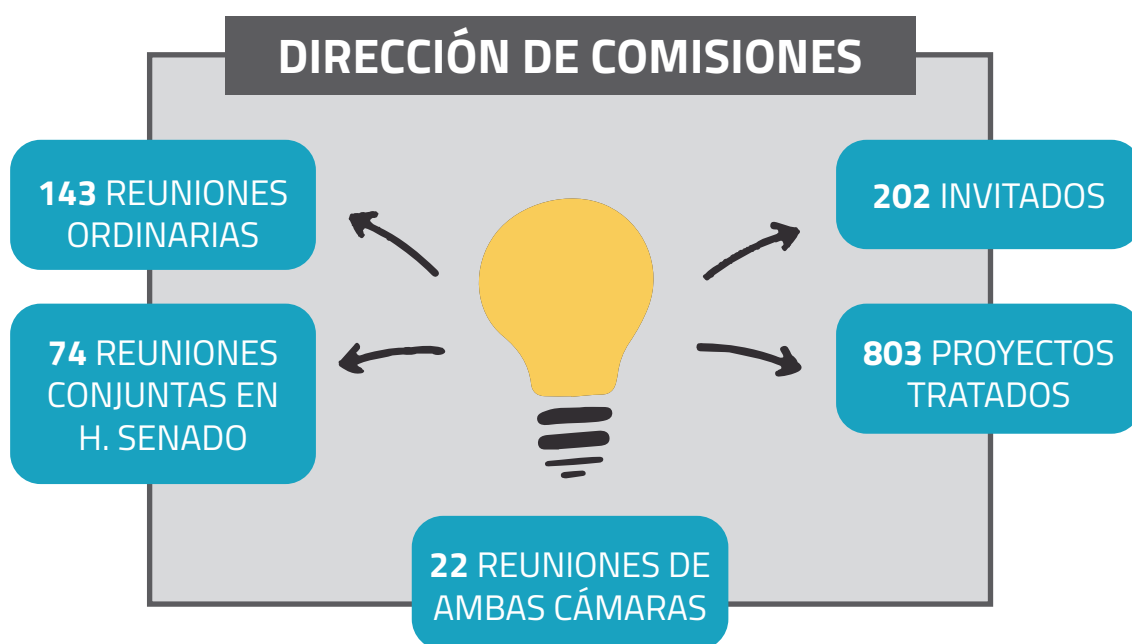 DIRECCIÓN DE COMISIONES
143 REUNIONES
ORDINARIAS
74 REUNIONES
CONJUNTAS EN
H. SENADO
202 INVITADOS
803 PROYECTOS
TRATADOS
22 REUNIONES DE
AMBAS CÁMARAS